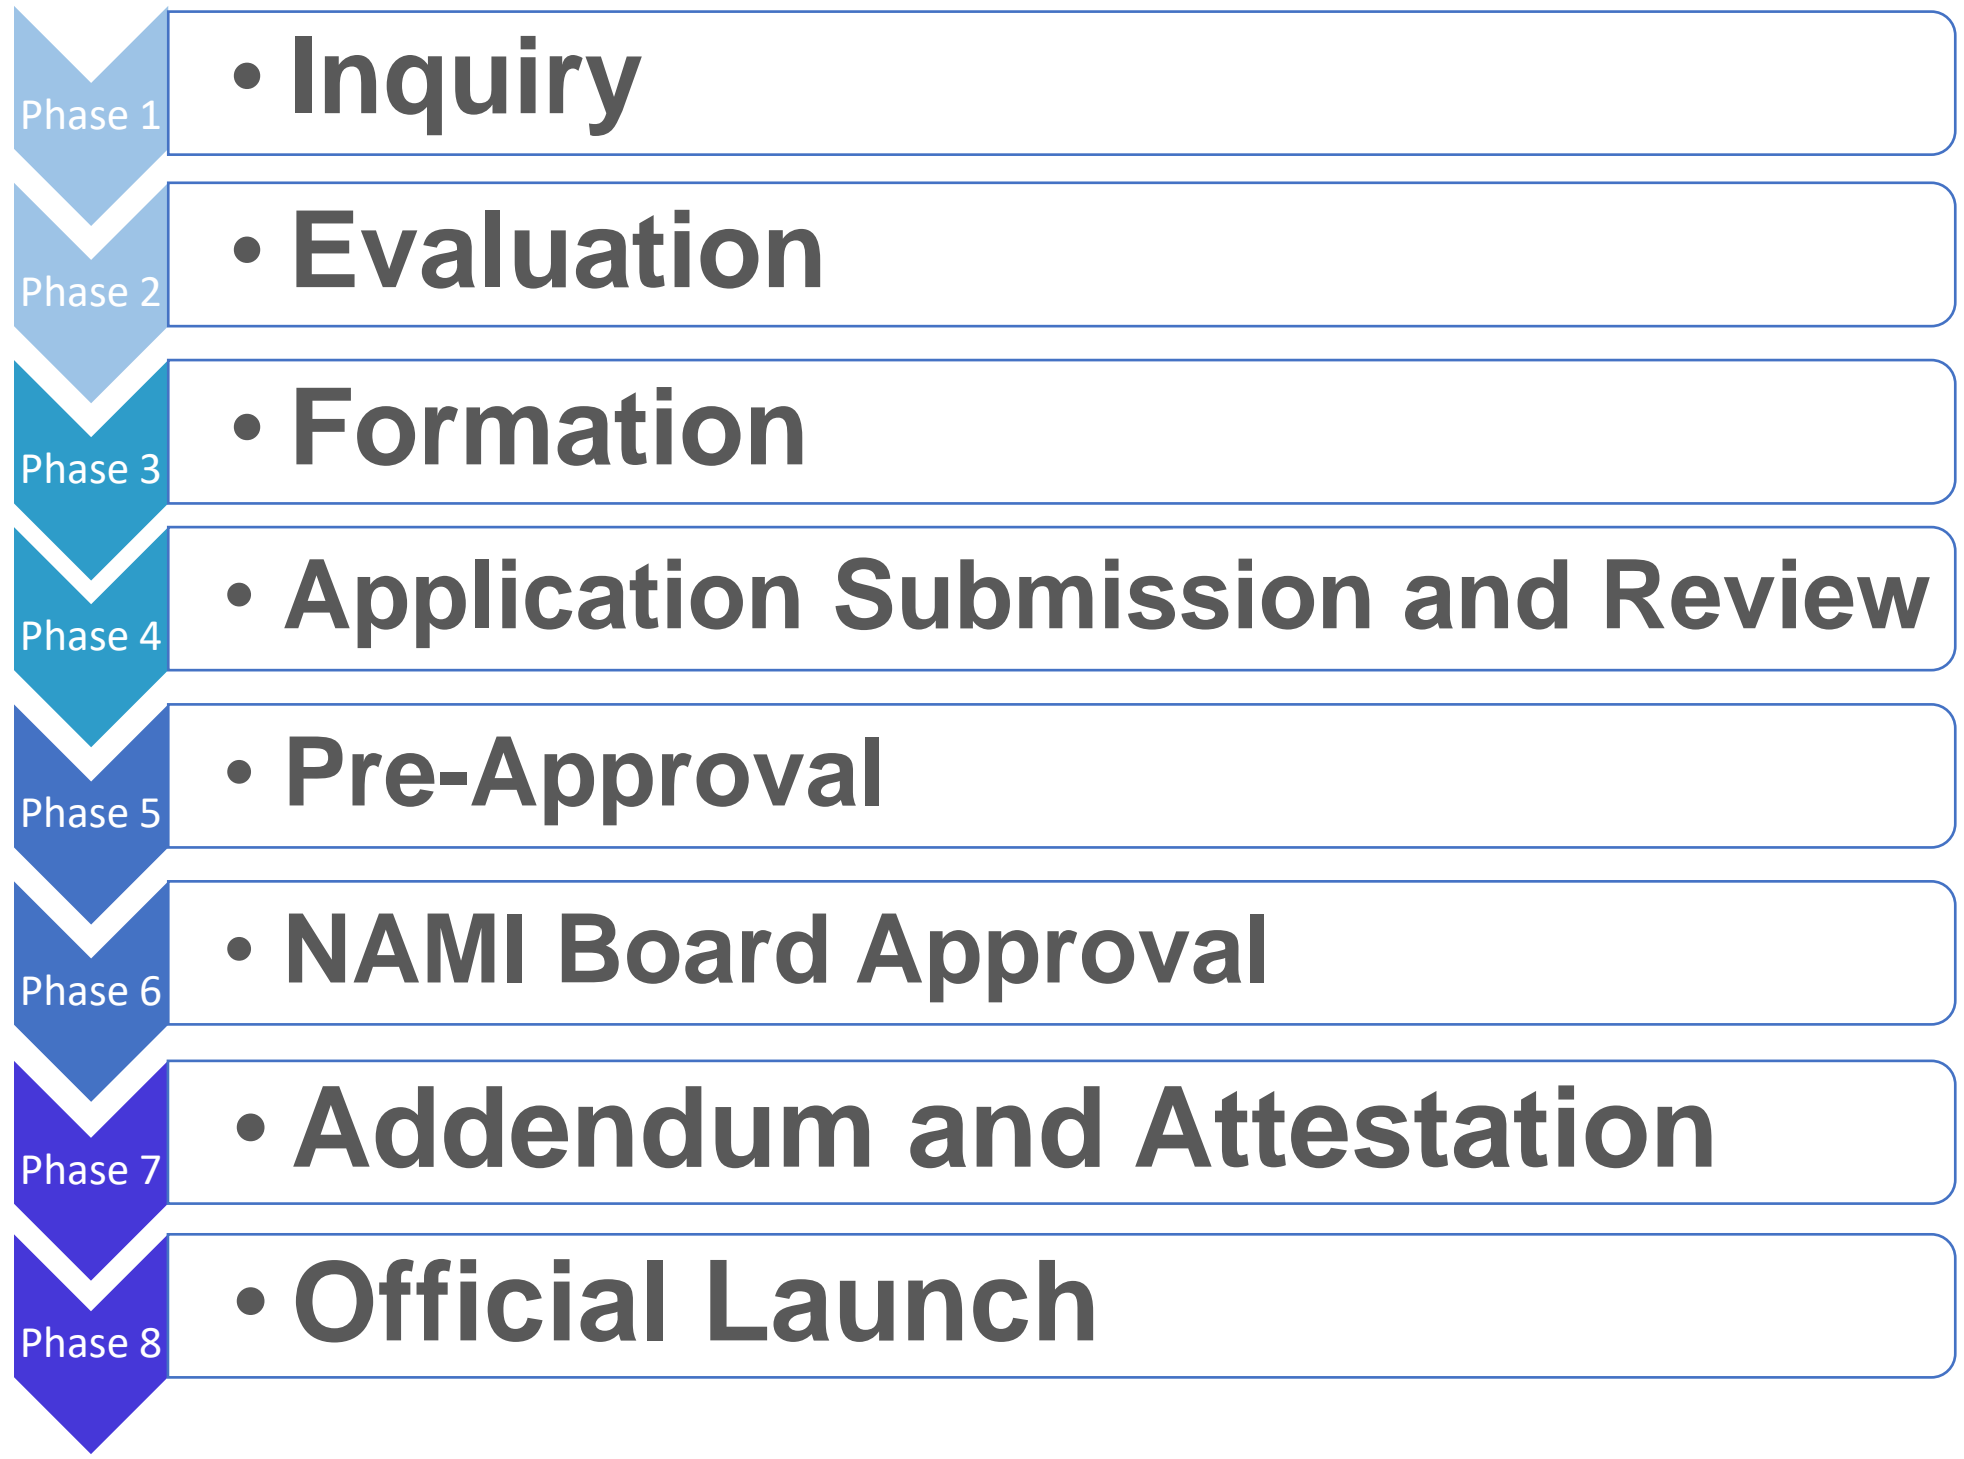 Phase 1
• Inquiry
Phase 2
• Evaluation
Phase 3
• Formation
Phase 4
• Application Submission and Review
Phase 5
• Pre-Approval
Phase 6
• NAMI Board Approval
Phase 7
• Addendum and Attestation
Phase 8
• Official Launch